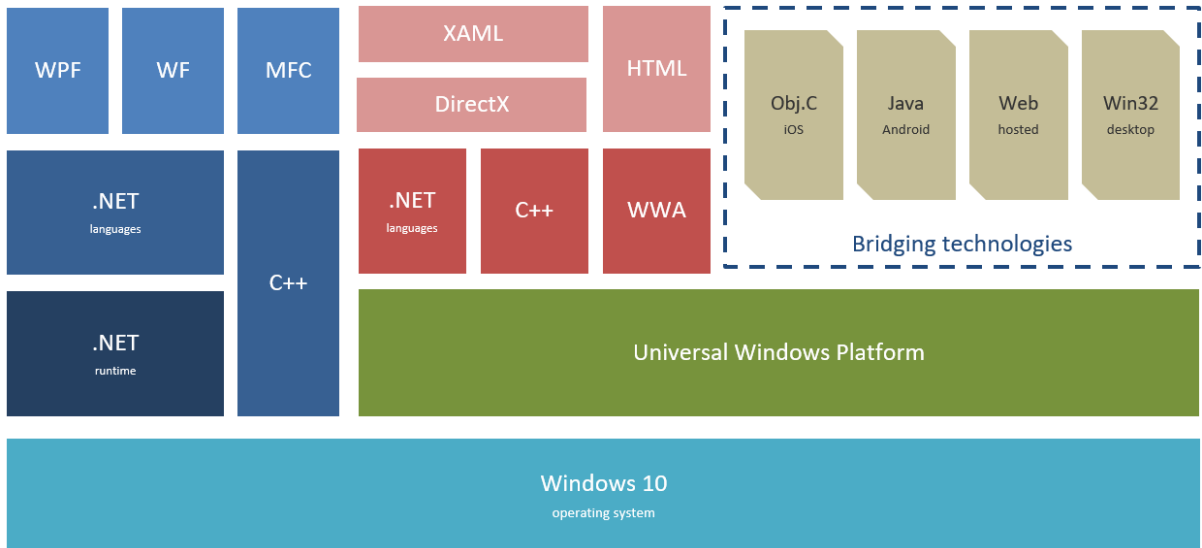 WPF
WF
MFC
XAML
DirectX
HTML
Obj.C
iOS
Java
Android
Web
hosted
Win32
desktop
Bridging technologies
.NET
languages
C++
.NET
languages
C++
WWA
.NET
runtime
Universal Windows Platform
Windows 10
operating system